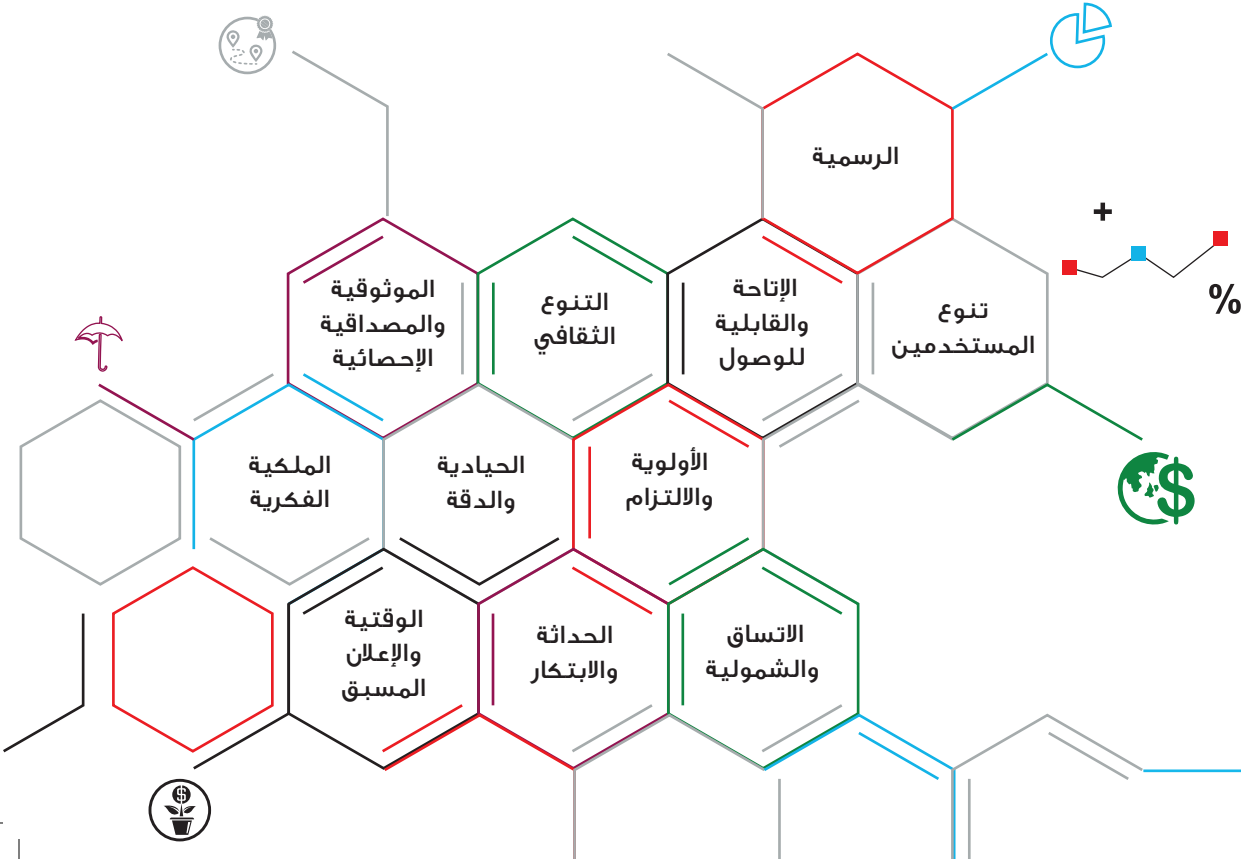 الرسمية
+
%
تنوع
المستخدمين
الإتاحة
والقابلية
للوصول
التنوع
الثقافي
الموثوقية
والمصداقية
الإحصائية
الأولوية
والالتزام
الحيادية
والدقة
الملكية
الفكرية
الاتساق
والشمولية
الحداثة
والابتكار
الوقتية
والإعلان
المسبق
$
$